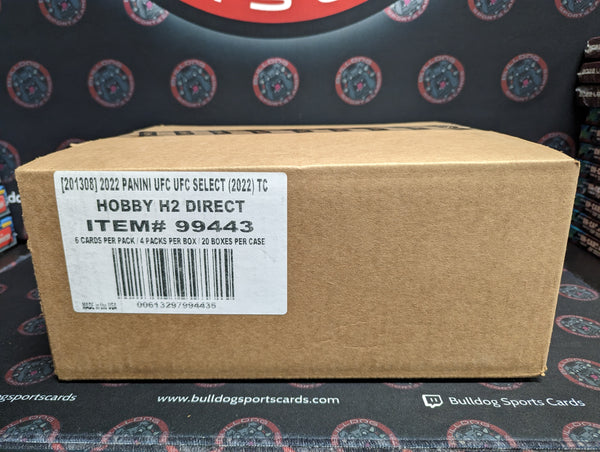 [201308] 2022 PANINI UFC UFC SELECT (2022) TC
HOBBY H2 DIRECT
ITEM# 99443
6 CARDS PER PACK / 4 PACKS PER BOX / 20 BOXES PER CASE
00613297994435
MADE in the USA
www.bulldogsportscards.com
Bulldog Sports Cards